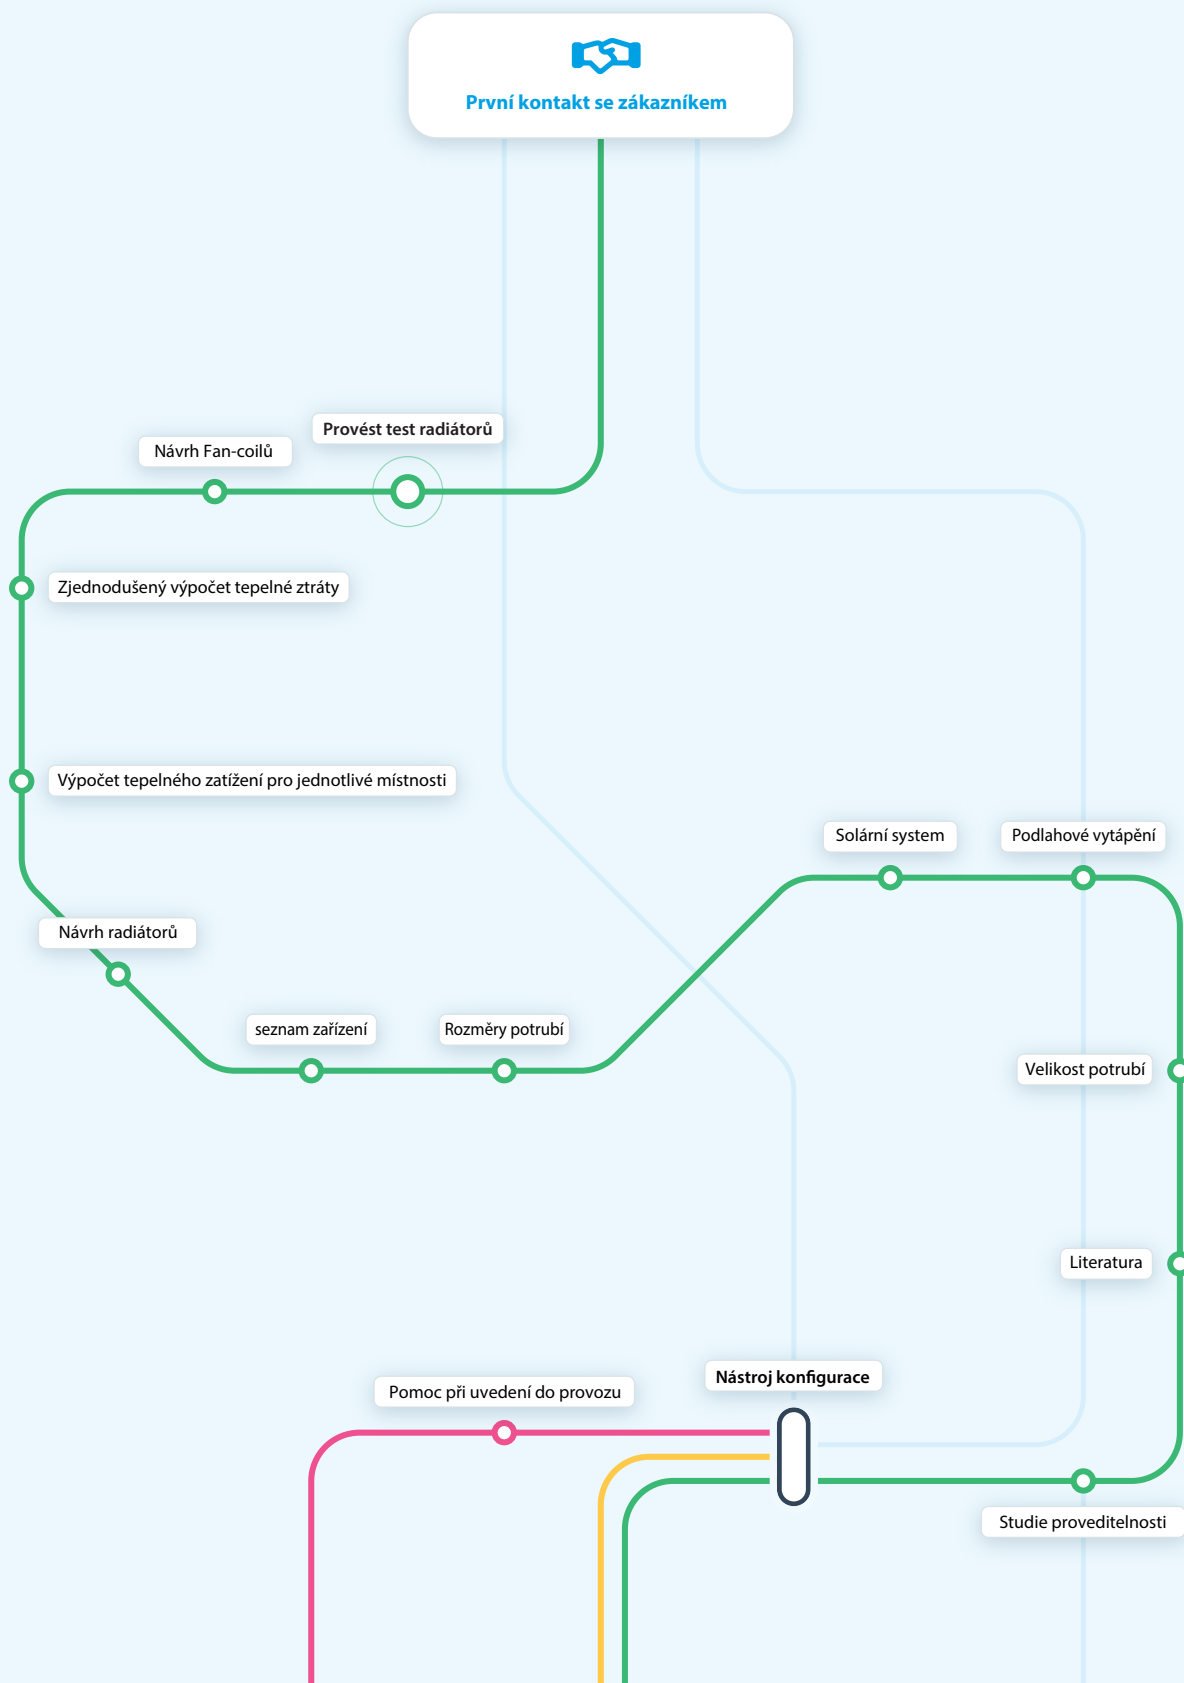 První kontakt se zákazníkem
Provést test radiátorů
Návrh Fan-coilů
Zjednodušený výpočet tepelné ztráty
Výpočet tepelného zatížení pro jednotlivé místnosti
Solární system
Podlahové vytápění
Návrh radiátorů
seznam zařízení
Rozměry potrubí
Velikost potrubí
Literatura
Nástroj konfigurace
Pomoc při uvedení do provozu
Studie proveditelnosti